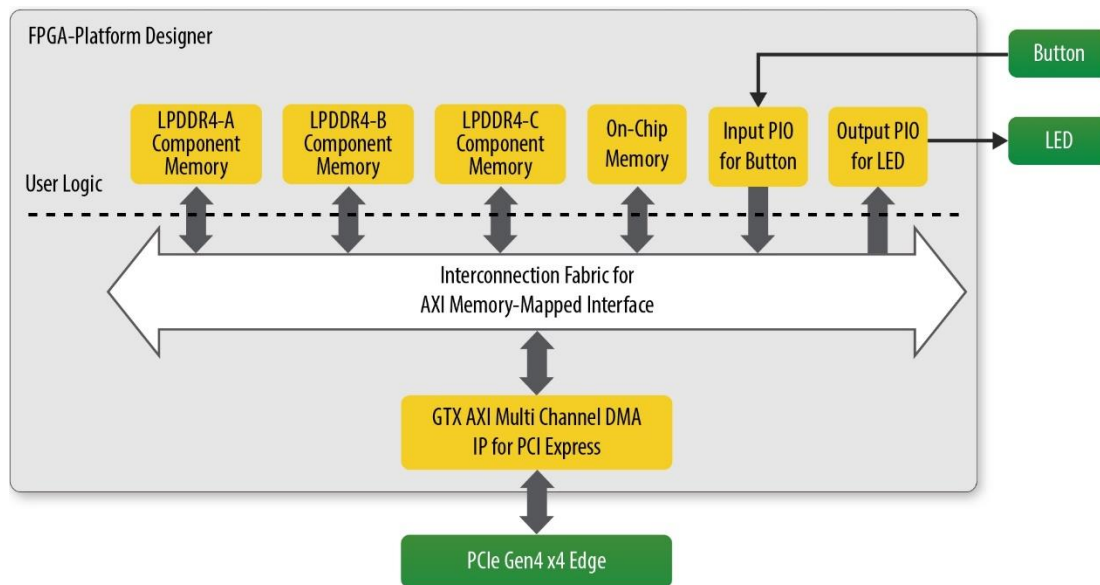 FPGA-Platform Designer
Button
LPDDR4-A
Component
Memory
LPDDR4-B
Component
Memory
LPDDR4-C
Component
Memory
On-Chip
Memory
Input PIO
for Button
Output PIO
for LED
LED
User Logic
Interconnection Fabric for
AXI Memory-Mapped Interface
GTX AXI Multi Channel DMA
IP for PCI Express
PCIe Gen4 x4 Edge